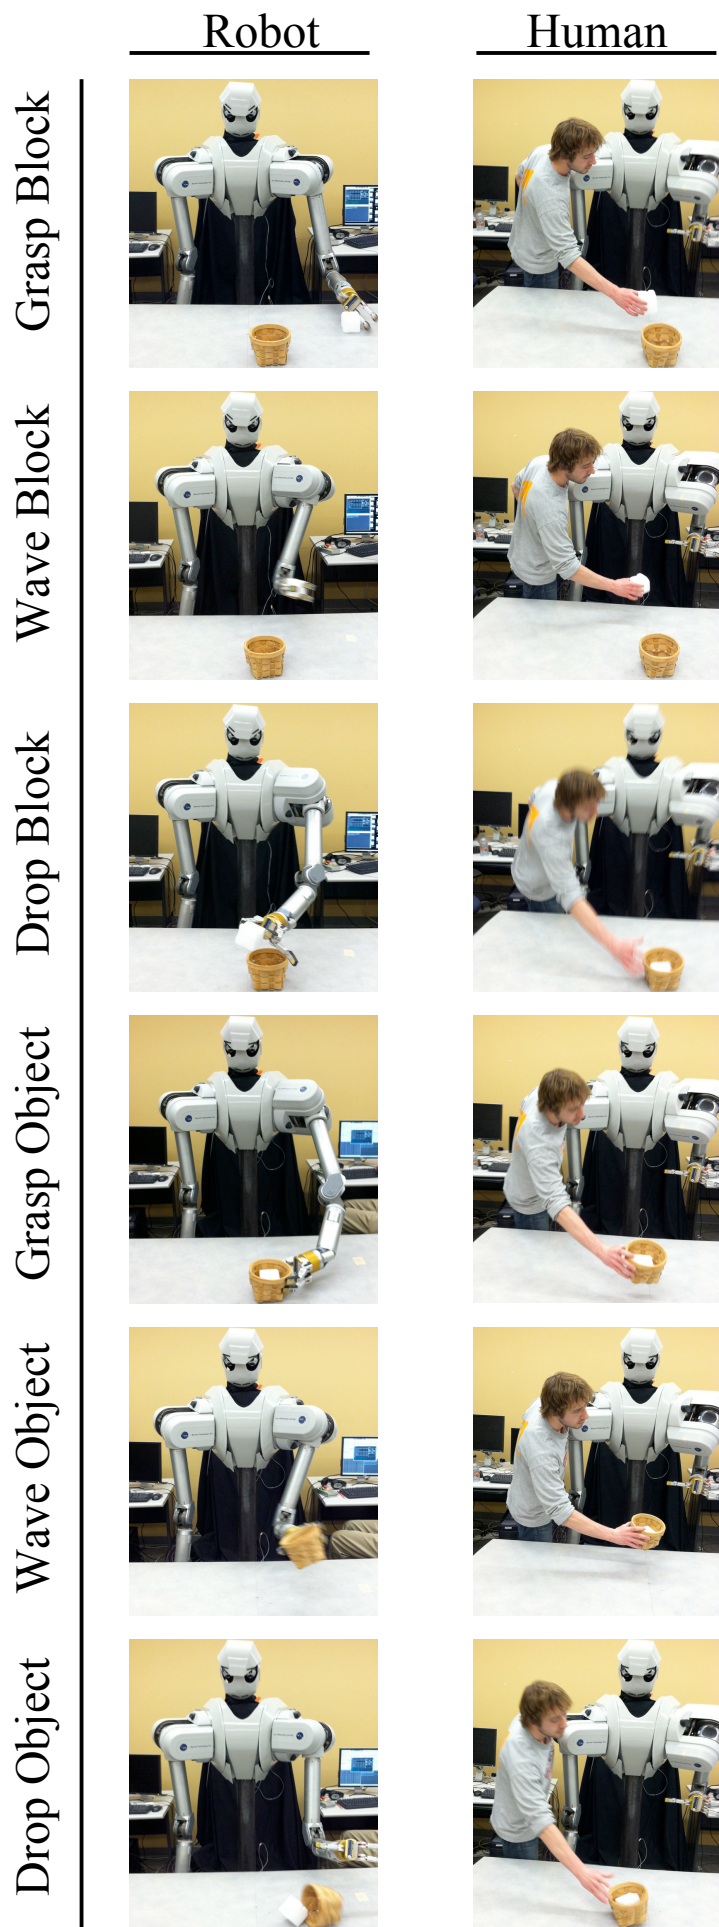 Robot
Human
Grasp Block
Wave Block
Drop Block
Grasp Object
Wave Object
Drop Object